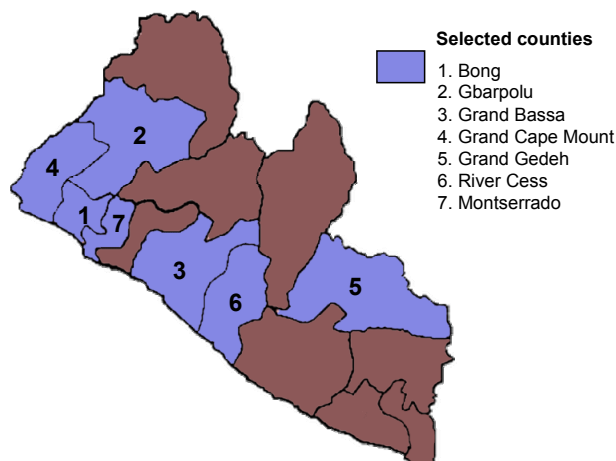 Selected counties
1. Bong
2. Gbarpolu
3. Grand Bassa
4. Grand Cape Mount
5. Grand Gedeh
6. River Cess
7. Montserrado
2
4
1 7
3
6
5